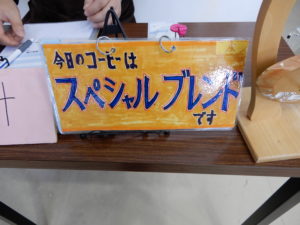 今日のコーヒーは
スペシャルブレンド
です